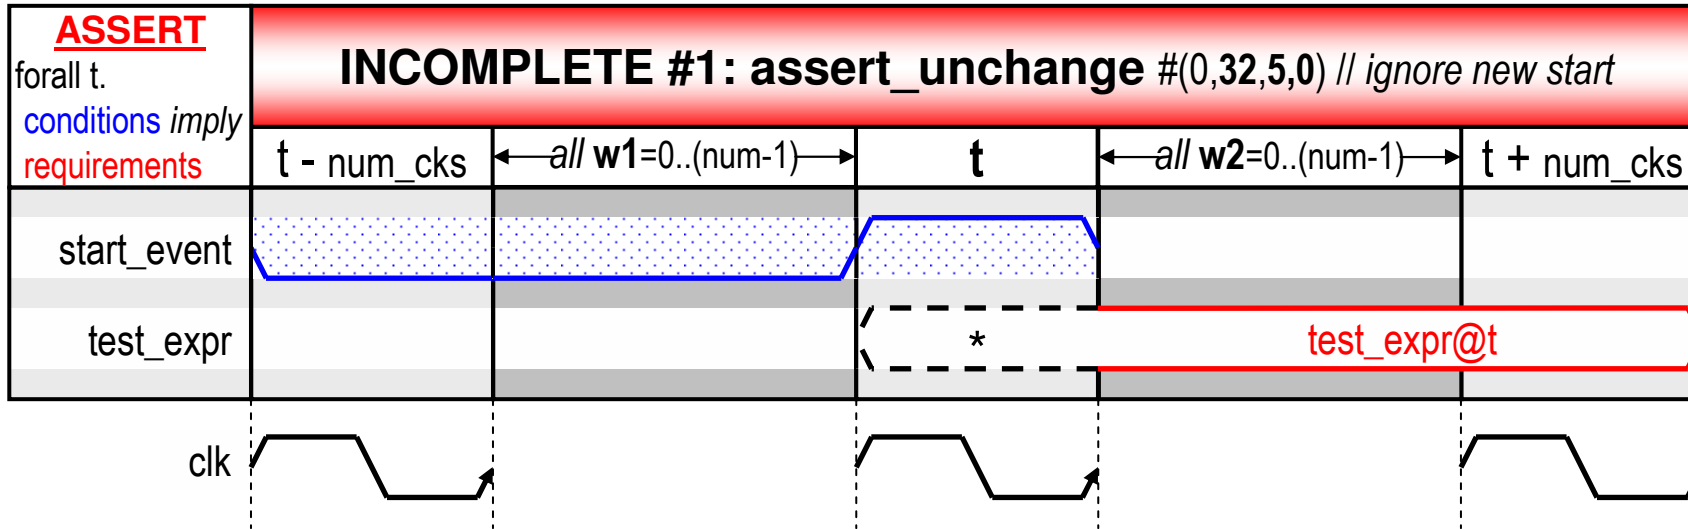 ASSERT
forall t.
conditions imply
requirements
INCOMPLETE #1: assert_unchange #(0,32,5,0) // ignore new start
t - num_cks
all w1=0..(num-1)
t
all w2=0..(num-1)
t + num_cks
start_event
test_expr
*
test_expr@t
clk